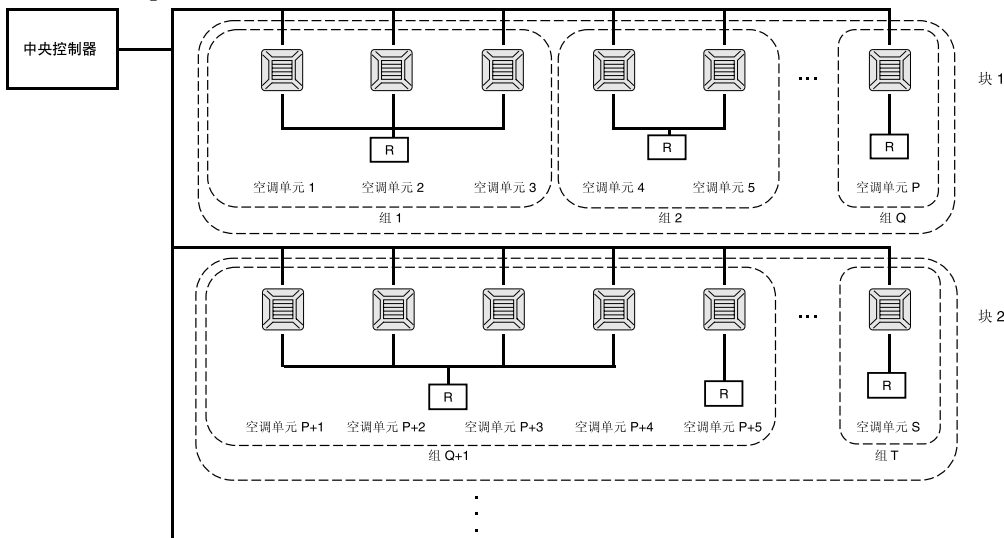 中央控制器
块 1
R
R
R
空调单元 1
空调单元 2
空调单元 3
空调单元 4
空调单元 5
空调单元 P
组 1
组 2
组 Q
块 2
R
R
R
空调单元 P+1
空调单元 P+2
空调单元 P+3
空调单元 P+4
空调单元 P+5
空调单元 S
组 Q+1
组 T